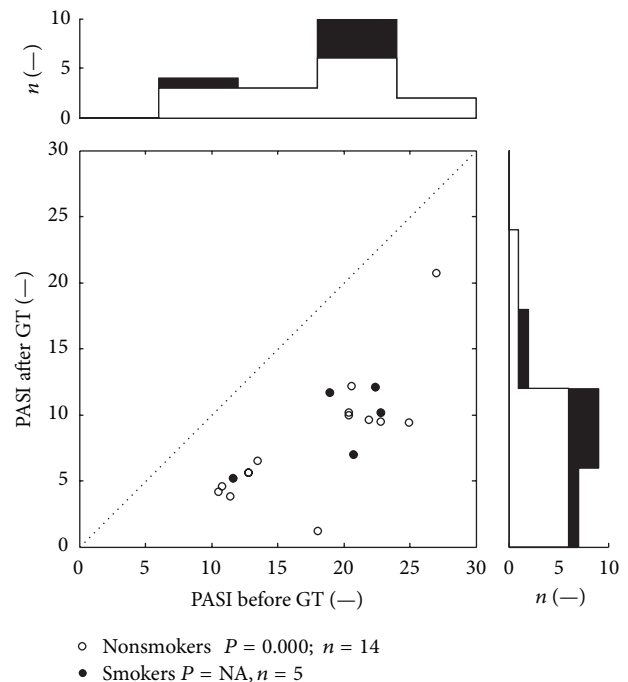 10
5
0
n (—)
30
25
20
15
10
5
0
PASI after GT (—)
0 5 10 15 20 25 30
PASI before GT (—)
0 5 10
n (—)
Nonsmokers P = 0.000; n = 14
Smokers P = NA, n = 5